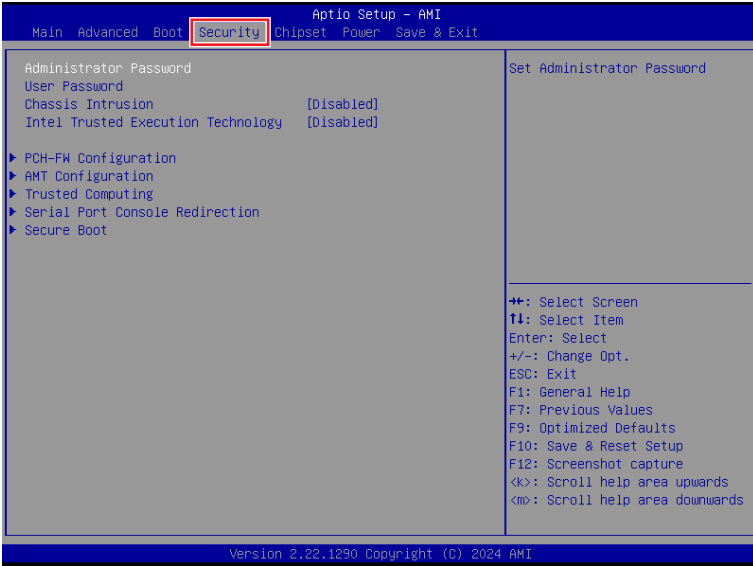 Aptio Setup - AMI
Main Advanced Boot Security Chipset Power Save & Exit
Administrator Password
User Password
Chassis Intrusion [Disabled]
Intel Trusted Execution Technology [Disabled]
PCH-FW Configuration
AMT Configuration
Trusted Computing
Serial Port Console Redirection
Secure Boot
Set Administrator Password
→←: Select Screen
↑↓: Select Item
Enter: Select
+/-: Change Opt.
ESC: Exit
F1: General Help
F7: Previous Values
F9: Optimized Defaults
F10: Save & Reset Setup
F12: Screenshot capture
<k>: Scroll help area upwards
<m>: Scroll help area downwards
Version 2.22.1290 Copyright (C) 2024 AMI